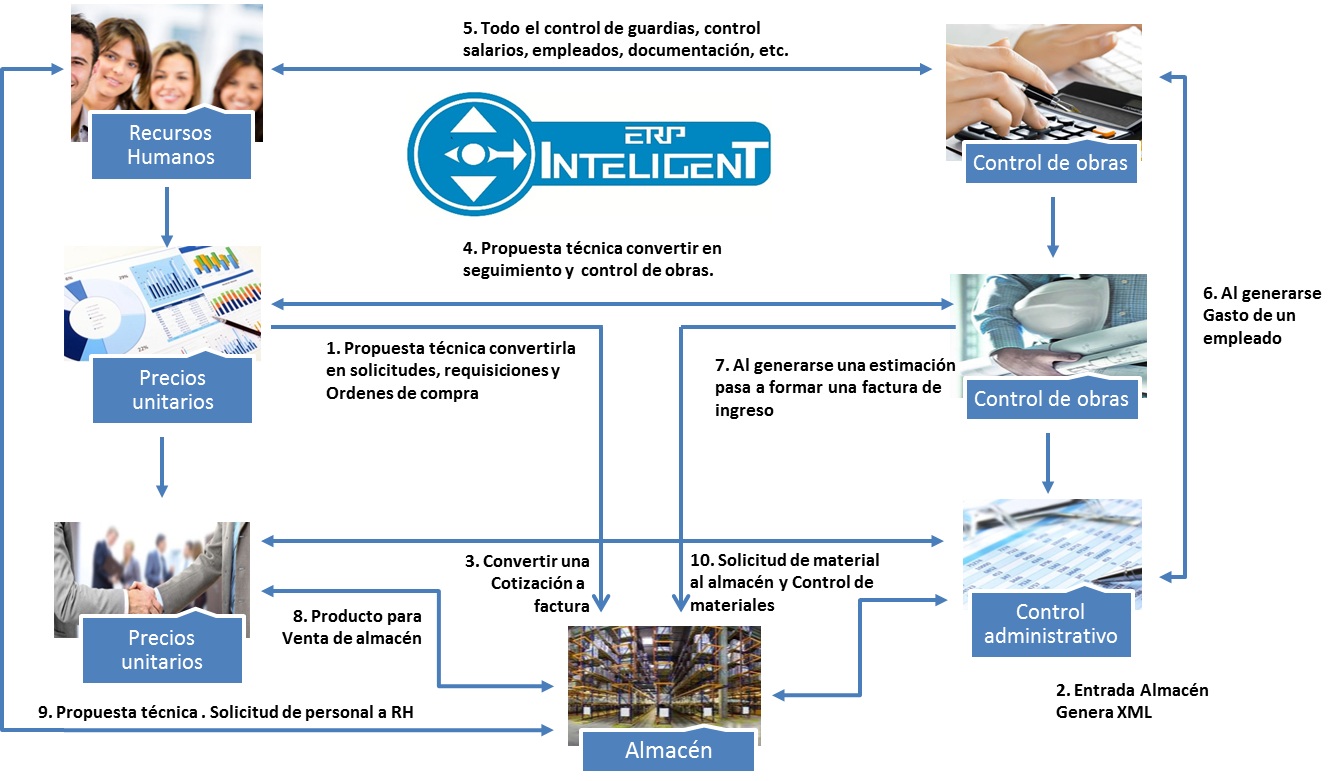 5. Todo el control de guardias, control
salarios, empleados, documentación, etc.
Recursos
Humanos
ERP
INTELIGENT
Control de obras
4. Propuesta técnica convertir en
seguimiento y control de obras.
6. Al generarse
Gasto de un
empleado
1. Propuesta técnica convertirla
en solicitudes, requisiciones y
Ordenes de compra
7. Al generarse una estimación
pasa a formar una factura de
ingreso
Precios
unitarios
Control de obras
3. Convertir una
Cotización a
factura
10. Solicitud de material
al almacén y Control de
materiales
8. Producto para
Venta de almacén
Precios
unitarios
Control
administrativo
2. Entrada Almacén
Genera XML
9. Propuesta técnica . Solicitud de personal a RH
Almacén